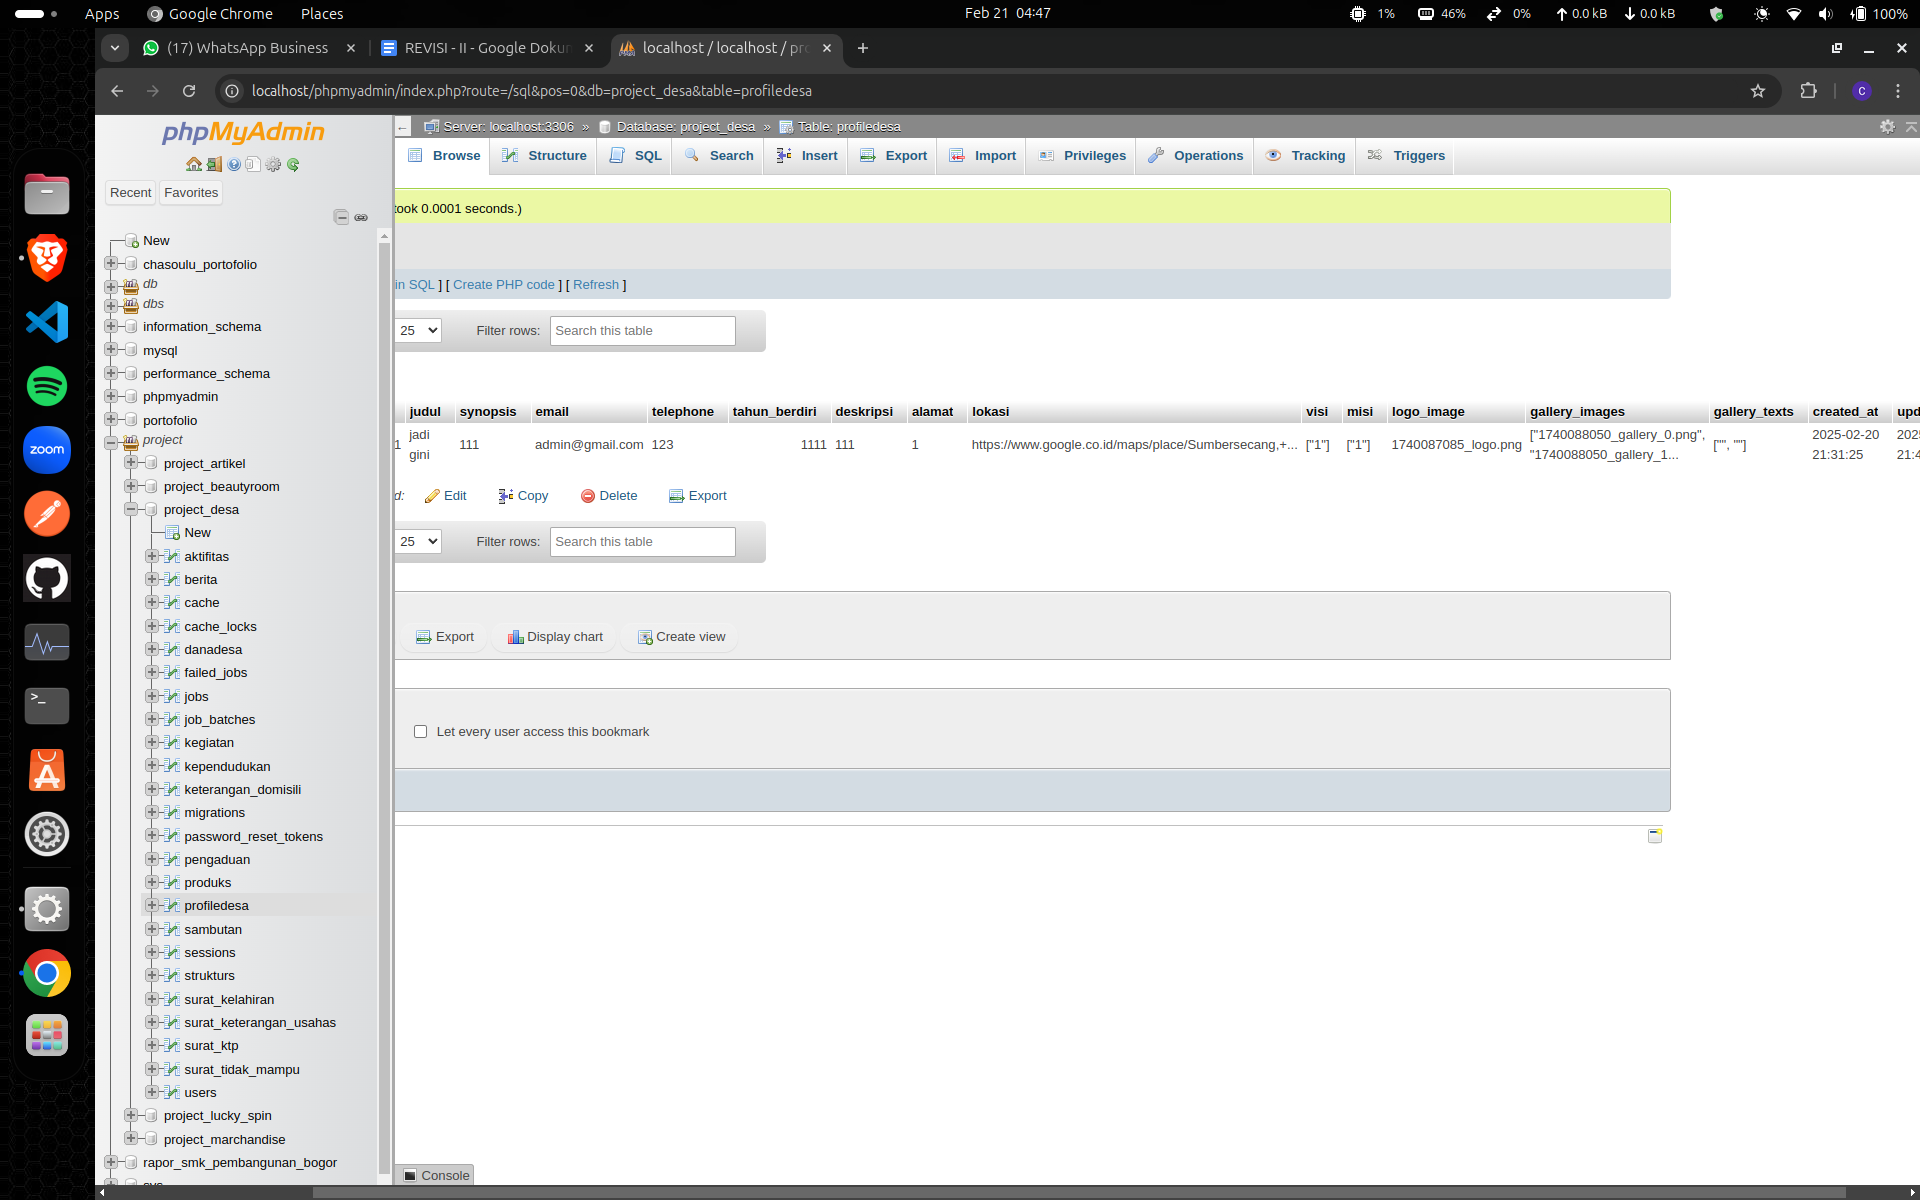 Apps
Google Chrome
Places
Feb 21 04:47
1%
46%
0%
0.0 kB
0.0 kB
100%
(17) WhatsApp Business
REVISI - II - Google Dokun
localhost / localhost / pro
localhost/phpmyadmin/index.php?route=/sql&pos=0&db=project_desa&table=profiledesa
C
phpMyAdmin
Recent
Favorites
New
chasoulu_portofolio
db
dbs
information_schema
mysql
performance_schema
phpmyadmin
portofolio
project
project_artikel
project_beautyroom
project_desa
New
aktifitas
berita
cache
cache_locks
danadesa
failed_jobs
jobs
job_batches
kegiatan
kependudukan
keterangan_domisili
migrations
password_reset_tokens
pengaduan
produks
profiledesa
sambutan
sessions
strukturs
surat_kelahiran
surat_keterangan_usahas
surat_ktp
surat_tidak_mampu
users
project_lucky_spin
project_marchandise
rapor_smk_pembangunan_bogor
zoom
Server: localhost:3306 » Database: project_desa » Table: profiledesa
Browse Structure SQL Search Insert Export Import Privileges Operations Tracking Triggers
took 0.0001 seconds.)
in SQL ] [ Create PHP code ] [ Refresh ]
25 Filter rows: Search this table
judul synopsis email telephone tahun_berdiri deskripsi alamat lokasi visi misi logo_image gallery_images gallery_texts created_at upd
1 jadi gini 111 admin@gmail.com 123 1111 111 1 https://www.google.co.id/maps/place/Sumbersecang,+... ["1"] ["1"] 1740087085_logo.png ["1740088050_gallery_0.png", "1740088050_gallery_1... ["", ""] 2025-02-20 21:31:25 202 21:4
d: Edit Copy Delete Export
25 Filter rows: Search this table
Export Display chart Create view
Let every user access this bookmark
Console